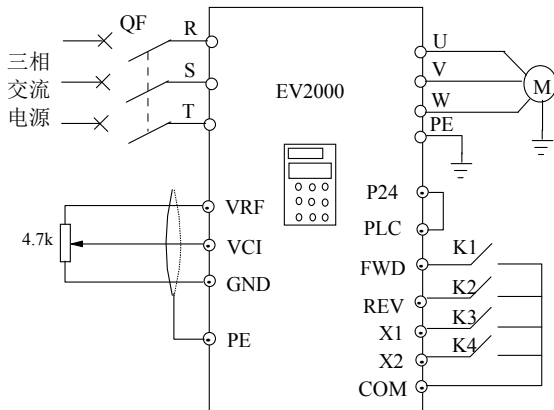 QF
三相
交流
电源
R
S
T
EV2000
U
V
W
PE
M
4.7k
VRF
VCI
GND
PE
P24
PLC
FWD
REV
X1
X2
COM
K1
K2
K3
K4